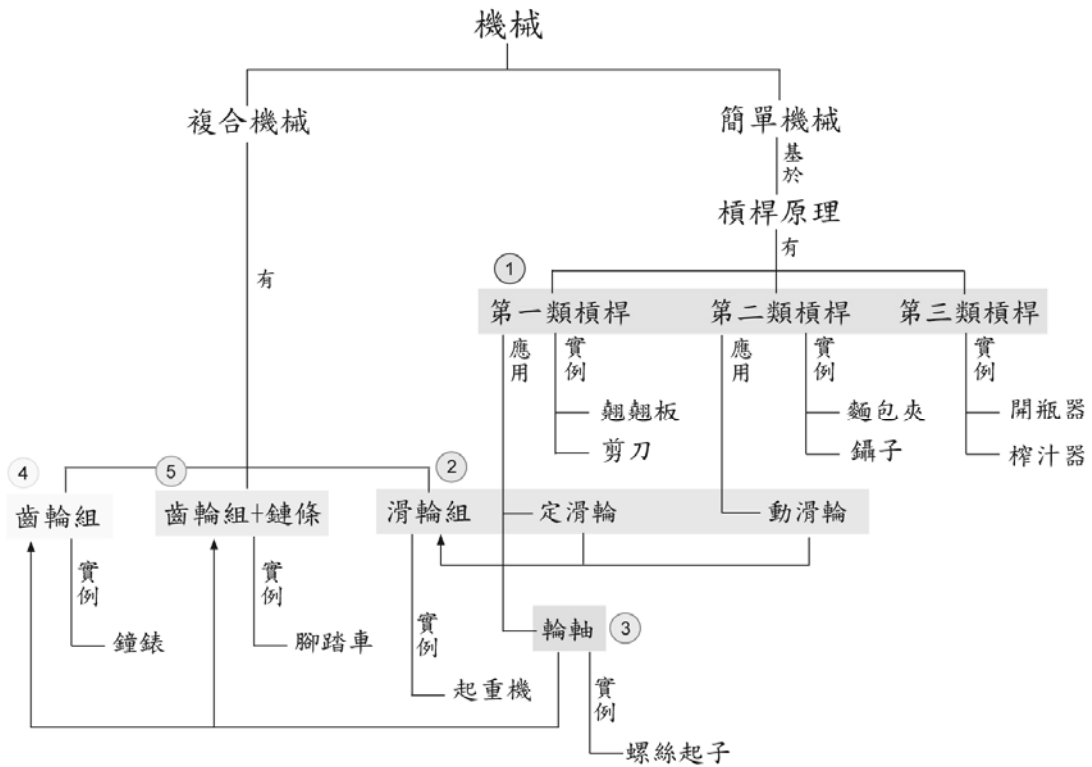 機械
複合機械
簡單機械
基於
槓桿原理
有
有
①
第一類槓桿
第二類槓桿
第三類槓桿
應用
實例
應用
實例
實例
翹翹板
麵包夾
開瓶器
剪刀
鑷子
榨汁器
④
⑤
②
齒輪組
齒輪組+鏈條
滑輪組
定滑輪
動滑輪
實例
實例
實例
鐘錶
腳踏車
輪軸
③
起重機
實例
螺絲起子